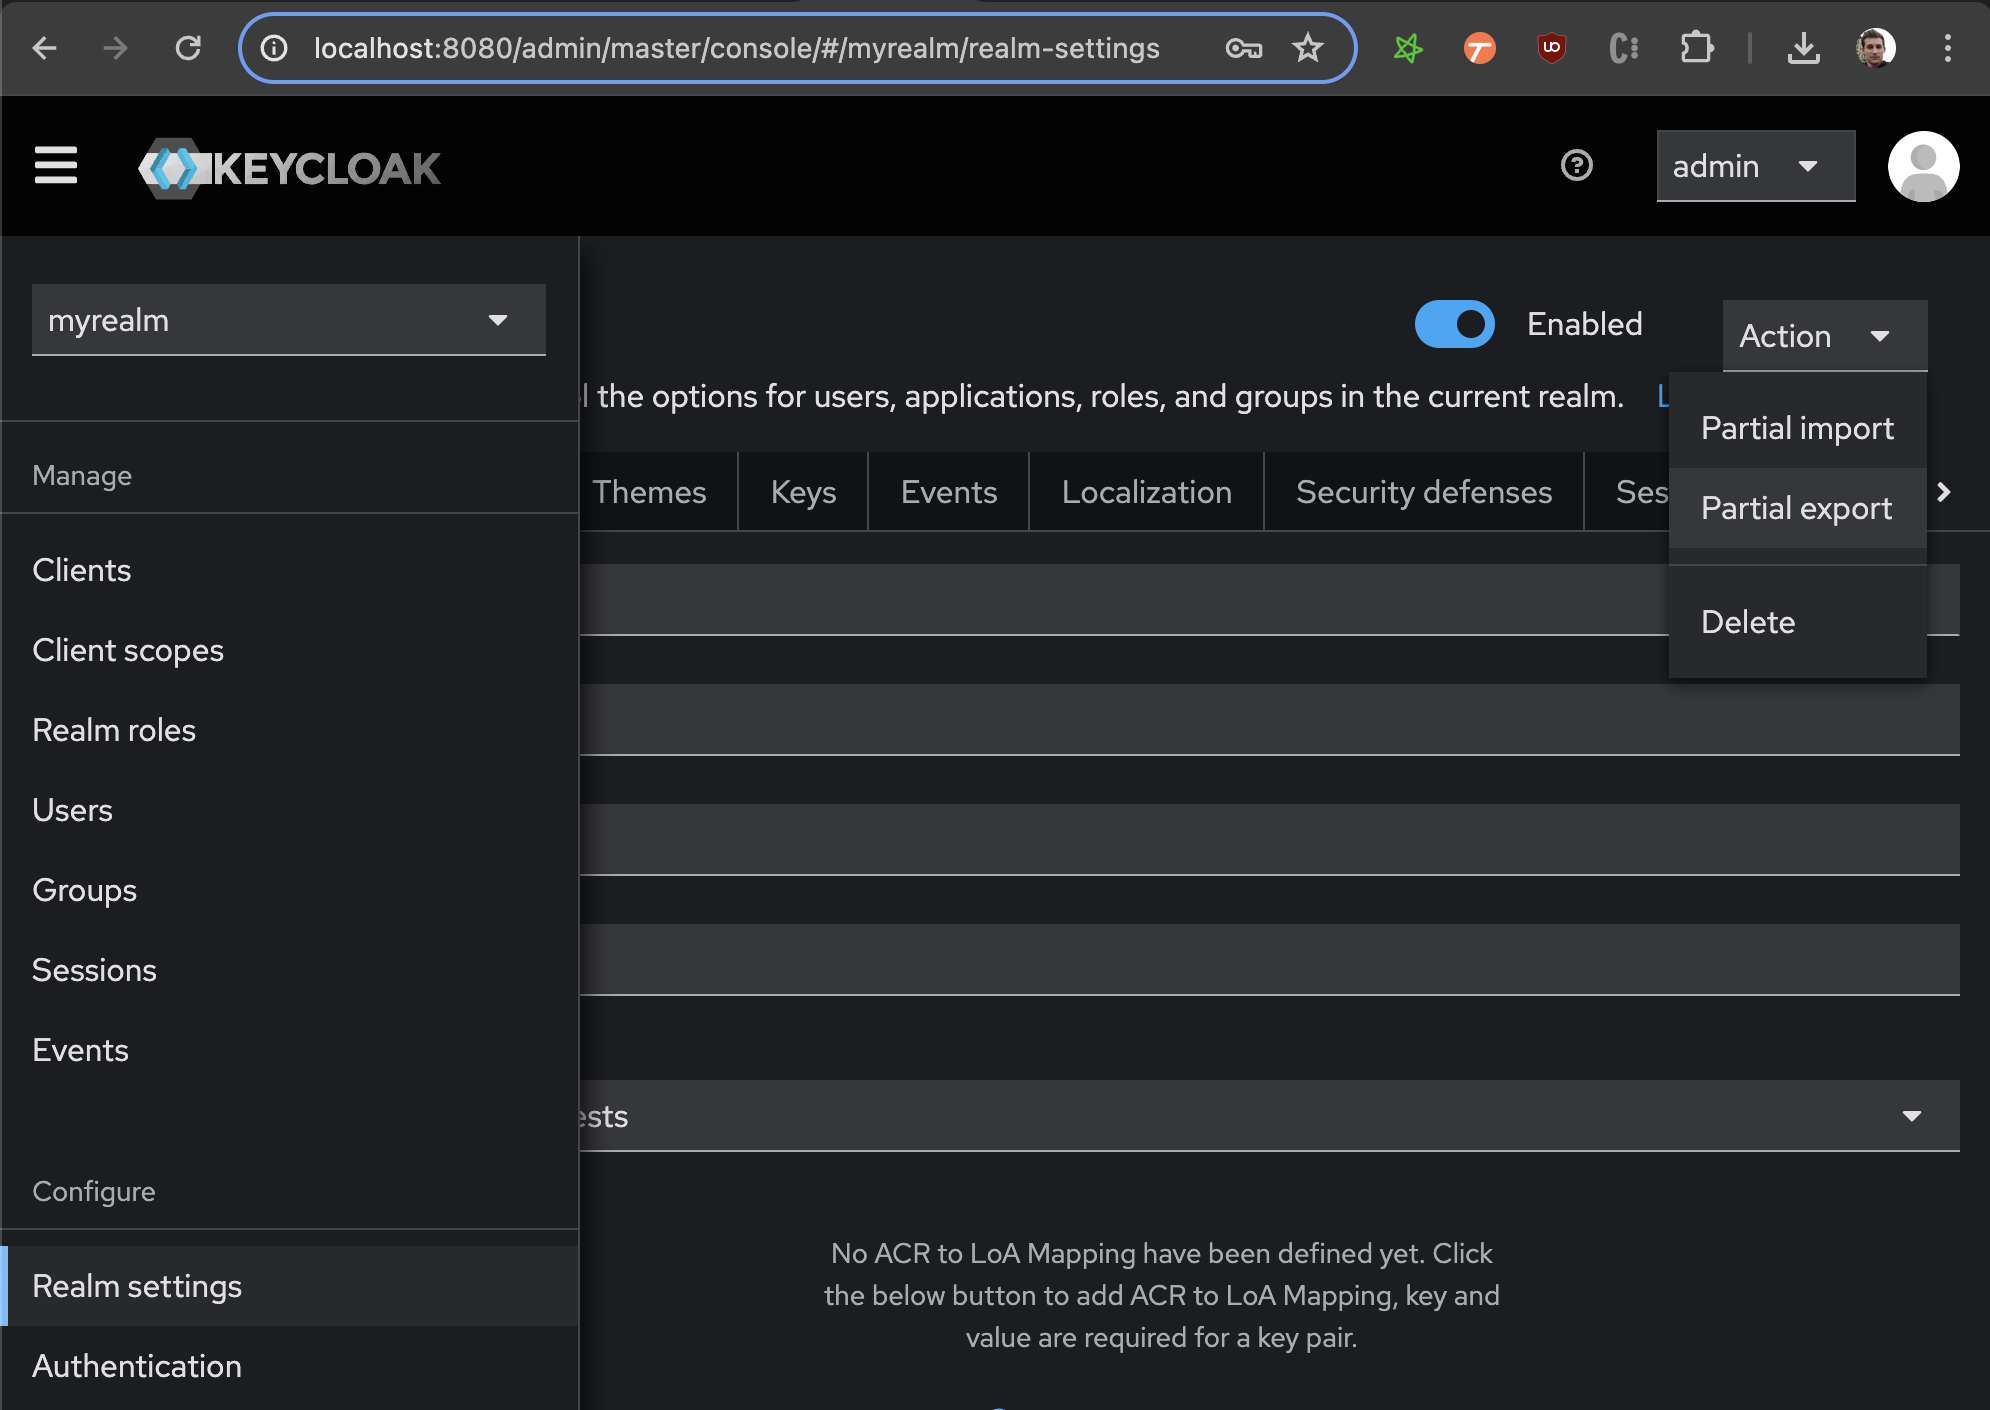 localhost:8080/admin/master/console/#/myrealm/realm-settings
KEYCLOAK
admin
myrealm
Enabled
Action
l the options for users, applications, roles, and groups in the current realm.
Partial import
Partial export
Delete
Manage
Themes
Keys
Events
Localization
Security defenses
Ses
Clients
Client scopes
Realm roles
Users
Groups
Sessions
Events
ests
Configure
Realm settings
Authentication
No ACR to LoA Mapping have been defined yet. Click
the below button to add ACR to LoA Mapping, key and
value are required for a key pair.